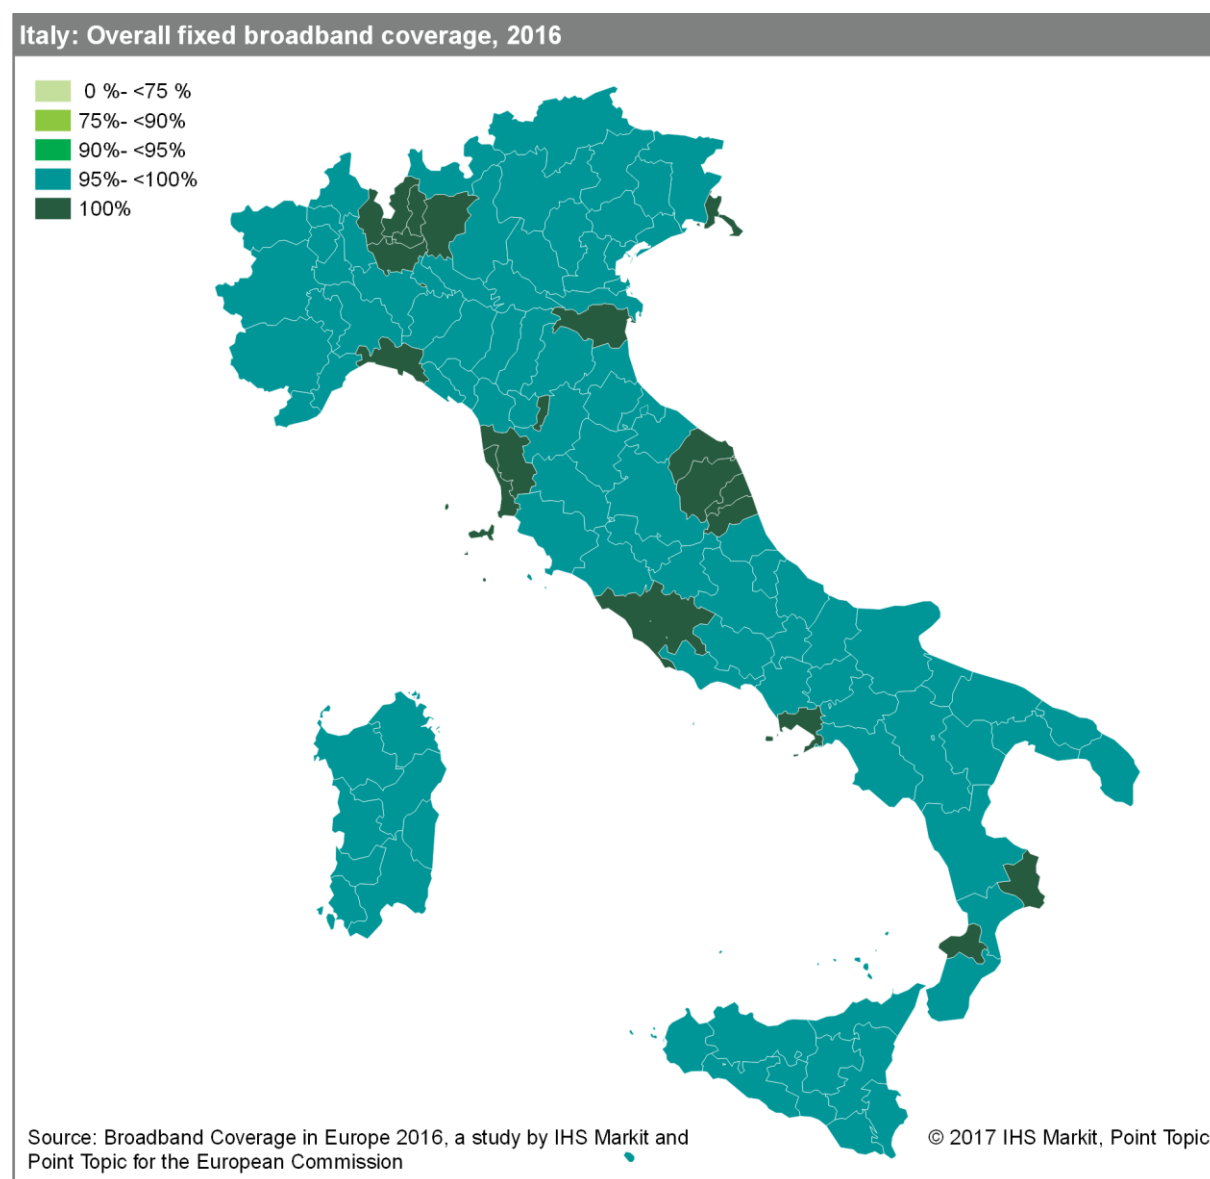 Italy: Overall fixed broadband coverage, 2016
0 %- <75 %
75%- <90%
90%- <95%
95%- <100%
100%
Source: Broadband Coverage in Europe 2016, a study by IHS Markit and
Point Topic for the European Commission
© 2017 IHS Markit, Point Topic